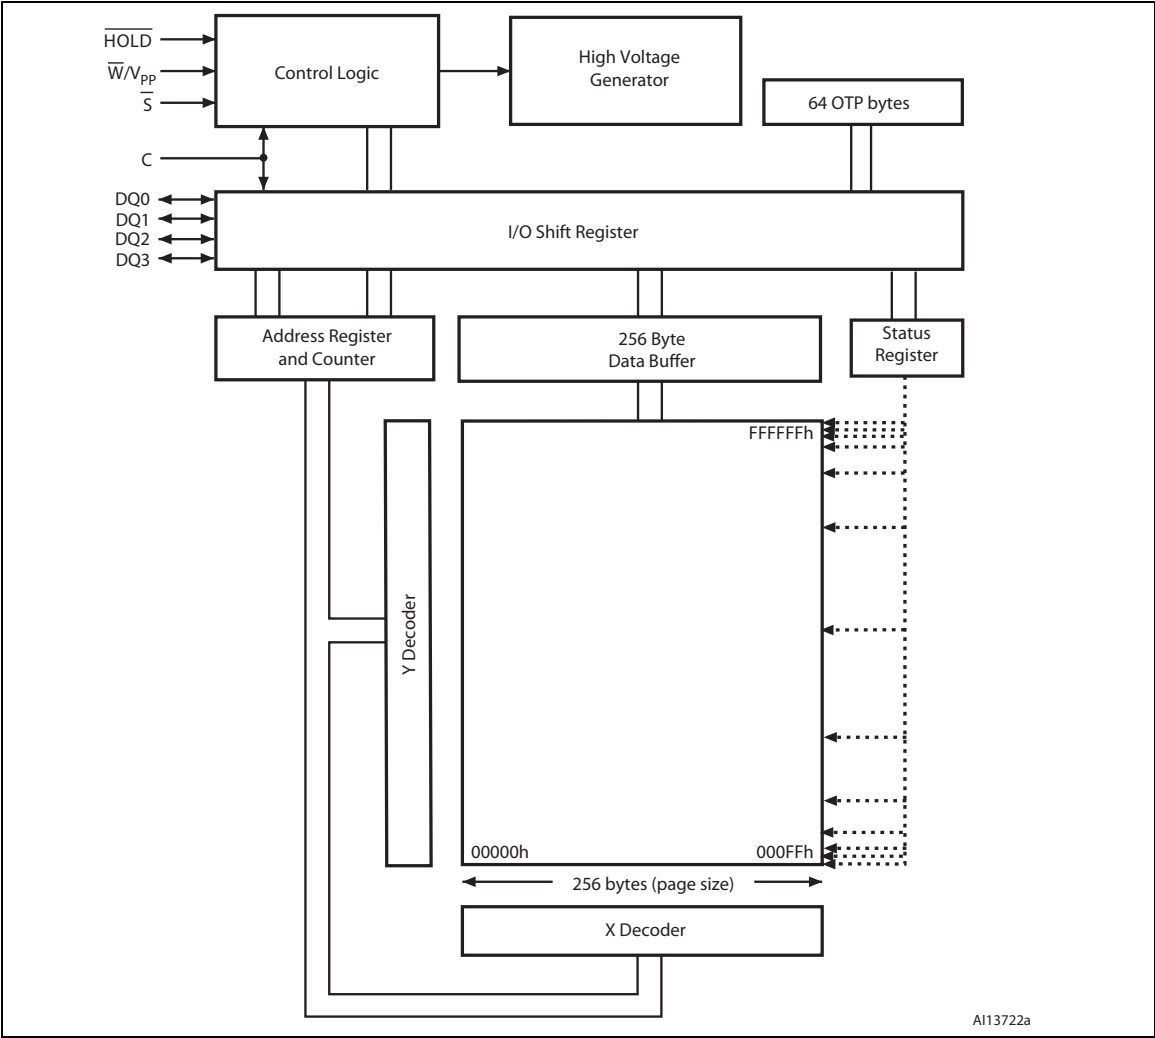 HOLD
Control Logic
High Voltage
Generator
W/VPP
S
64 OTP bytes
C
DQ0
DQ1
DQ2
DQ3
I/O Shift Register
Address Register
and Counter
256 Byte
Data Buffer
Status
Register
FFFFFFh
Y Decoder
00000h
000FFh
256 bytes (page size)
X Decoder
AI13722a